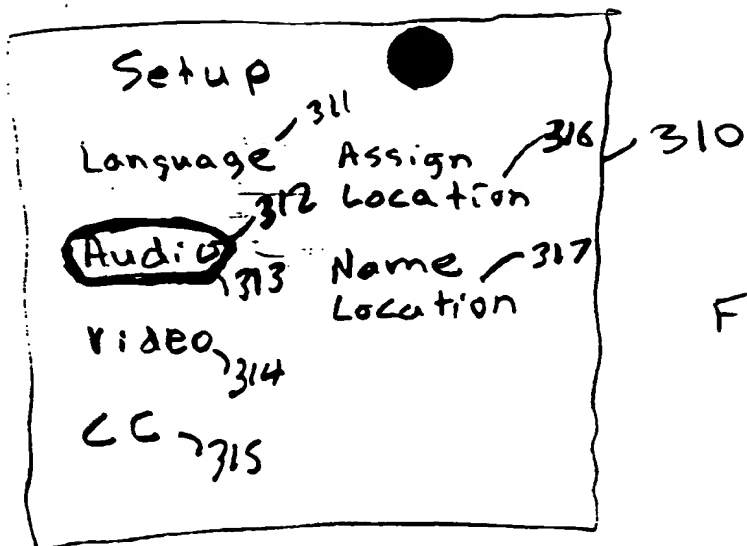 Setup
311
Language
Assign
Location
316
310
312
Audio
313
Name
Location
317
F
Video
314
CC
315